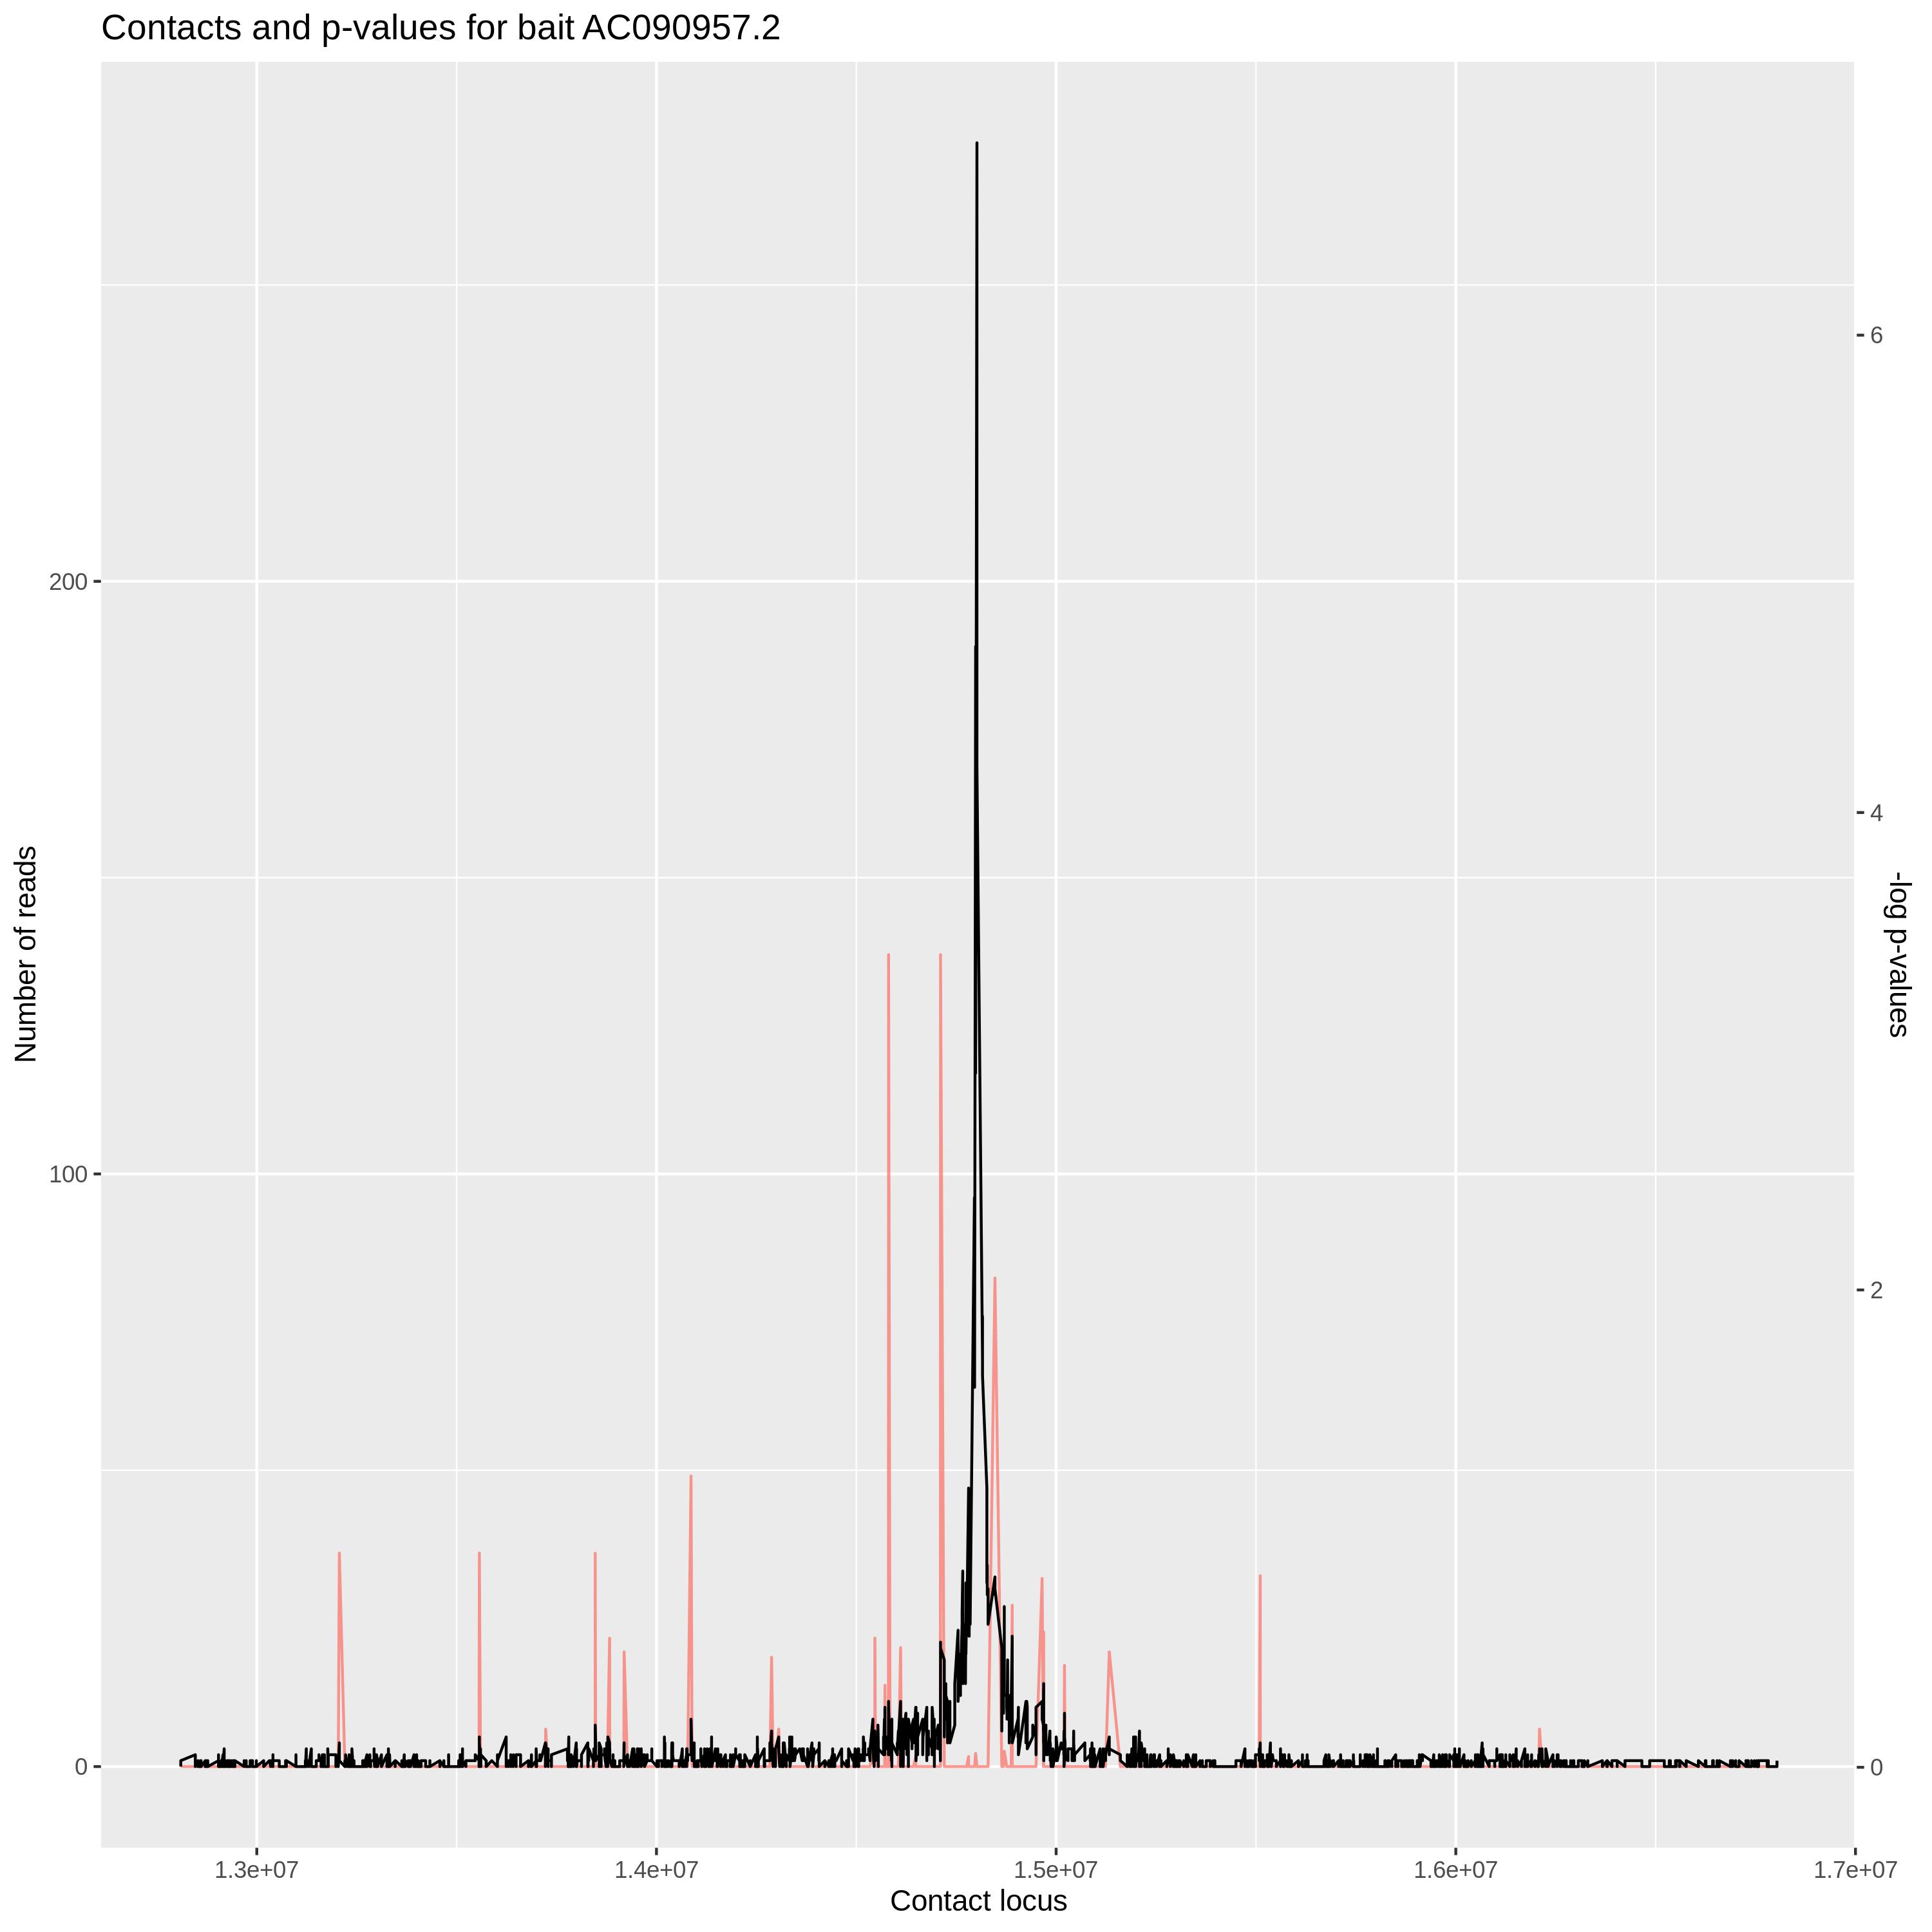 Contacts and p-values for bait AC090957.2
Number of reads
200
100
0
6
4
2
0
-log p-values
1.3e+07 1.4e+07 1.5e+07 1.6e+07 1.7e+07
Contact locus